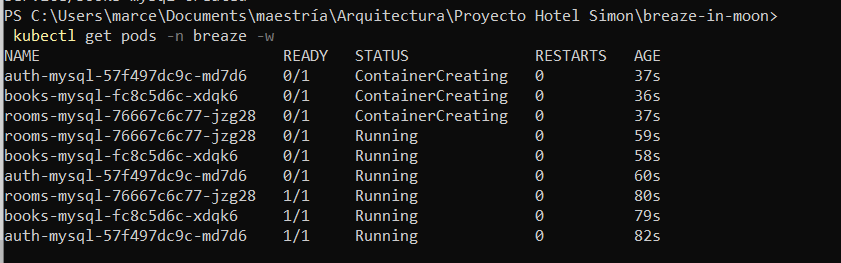 PS C:\Users\marce\Documents\maestría\Arquitectura\Proyecto Hotel Simon\breaze-in-moon>
kubectl get pods -n breaze -w
NAME READY STATUS RESTARTS AGE
auth-mysql-57f497dc9c-md7d6 0/1 ContainerCreating 0 37s
books-mysql-fc8c5d6c-xdqk6 0/1 ContainerCreating 0 36s
rooms-mysql-76667c6c77-jzg28 0/1 ContainerCreating 0 37s
rooms-mysql-76667c6c77-jzg28 0/1 Running 0 59s
books-mysql-fc8c5d6c-xdqk6 0/1 Running 0 58s
auth-mysql-57f497dc9c-md7d6 0/1 Running 0 60s
rooms-mysql-76667c6c77-jzg28 1/1 Running 0 80s
books-mysql-fc8c5d6c-xdqk6 1/1 Running 0 79s
auth-mysql-57f497dc9c-md7d6 1/1 Running 0 82s